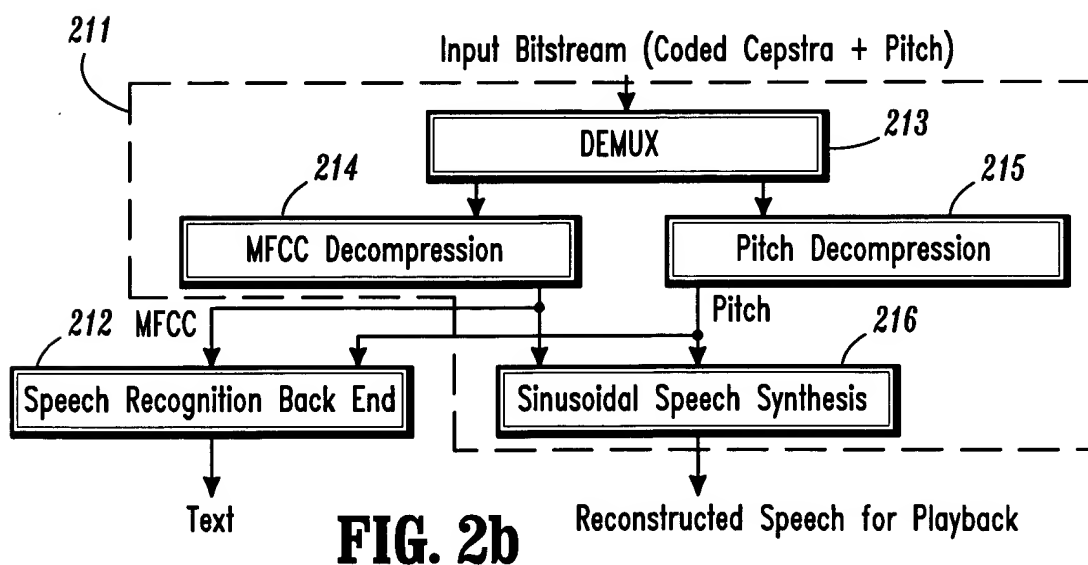 211
Input Bitstream (Coded Cepstra + Pitch)
DEMUX
213
214
215
MFCC Decompression
Pitch Decompression
212
MFCC
Pitch
216
Speech Recognition Back End
Sinusoidal Speech Synthesis
Text
Reconstructed Speech for Playback
FIG. 2b